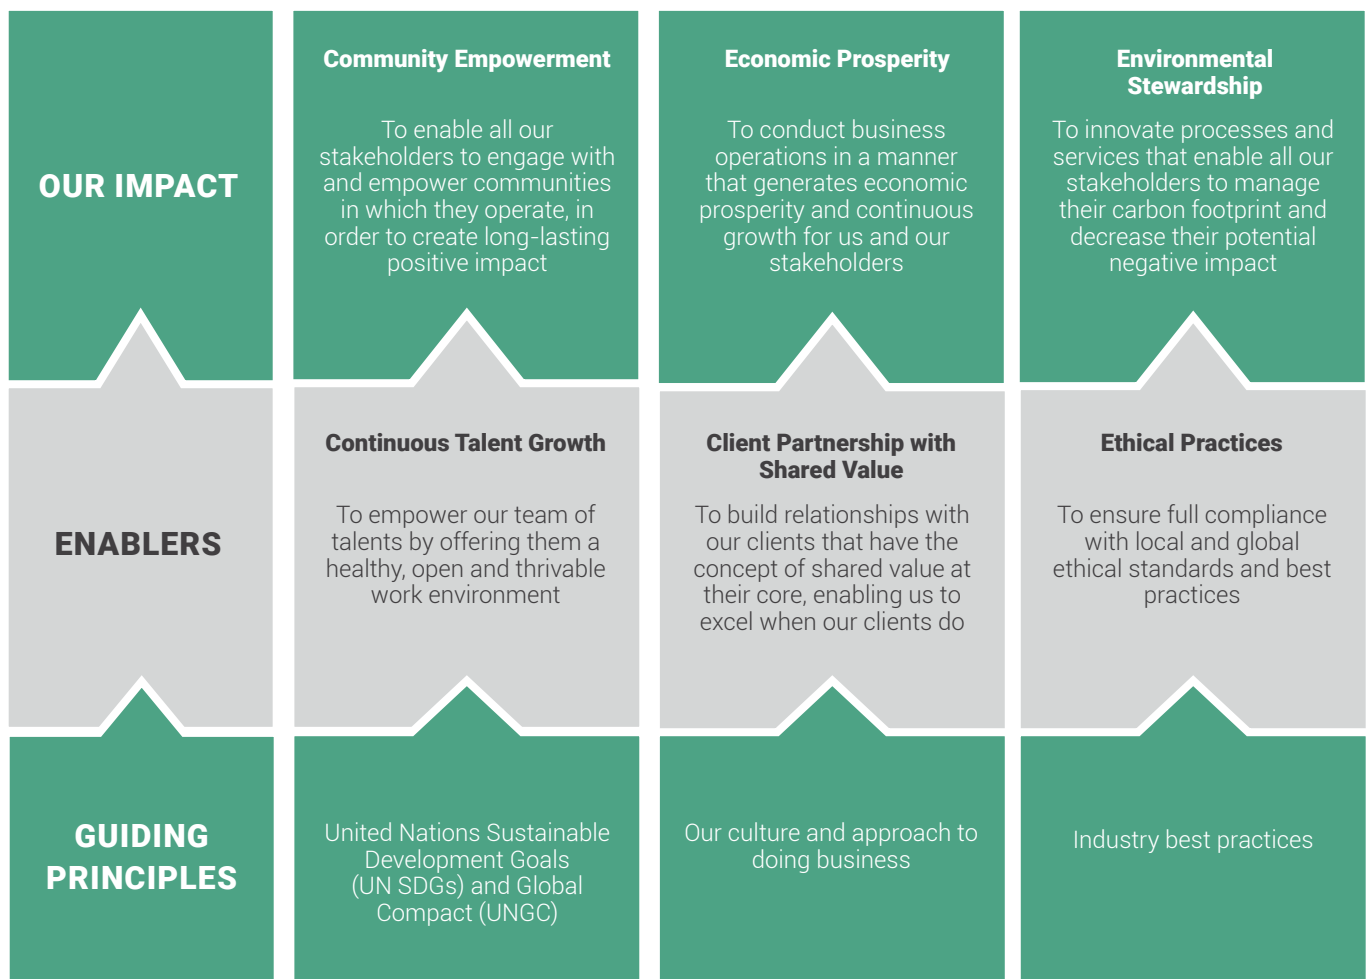 OUR IMPACT
Community Empowerment
To enable all our
stakeholders to engage with
and empower communities
in which they operate, in
order to create long-lasting
positive impact
Economic Prosperity
To conduct business
operations in a manner
that generates economic
prosperity and continuous
growth for us and our
stakeholders
Environmental
Stewardship
To innovate processes and
services that enable all our
stakeholders to manage
their carbon footprint and
decrease their potential
negative impact
ENABLERS
Continuous Talent Growth
To empower our team of
talents by offering them a
healthy, open and thrivable
work environment
Client Partnership with
Shared Value
To build relationships with
our clients that have the
concept of shared value at
their core, enabling us to
excel when our clients do
Ethical Practices
To ensure full compliance
with local and global
ethical standards and best
practices
GUIDING
PRINCIPLES
United Nations Sustainable
Development Goals
(UN SDGs) and Global
Compact (UNGC)
Our culture and approach to
doing business
Industry best practices